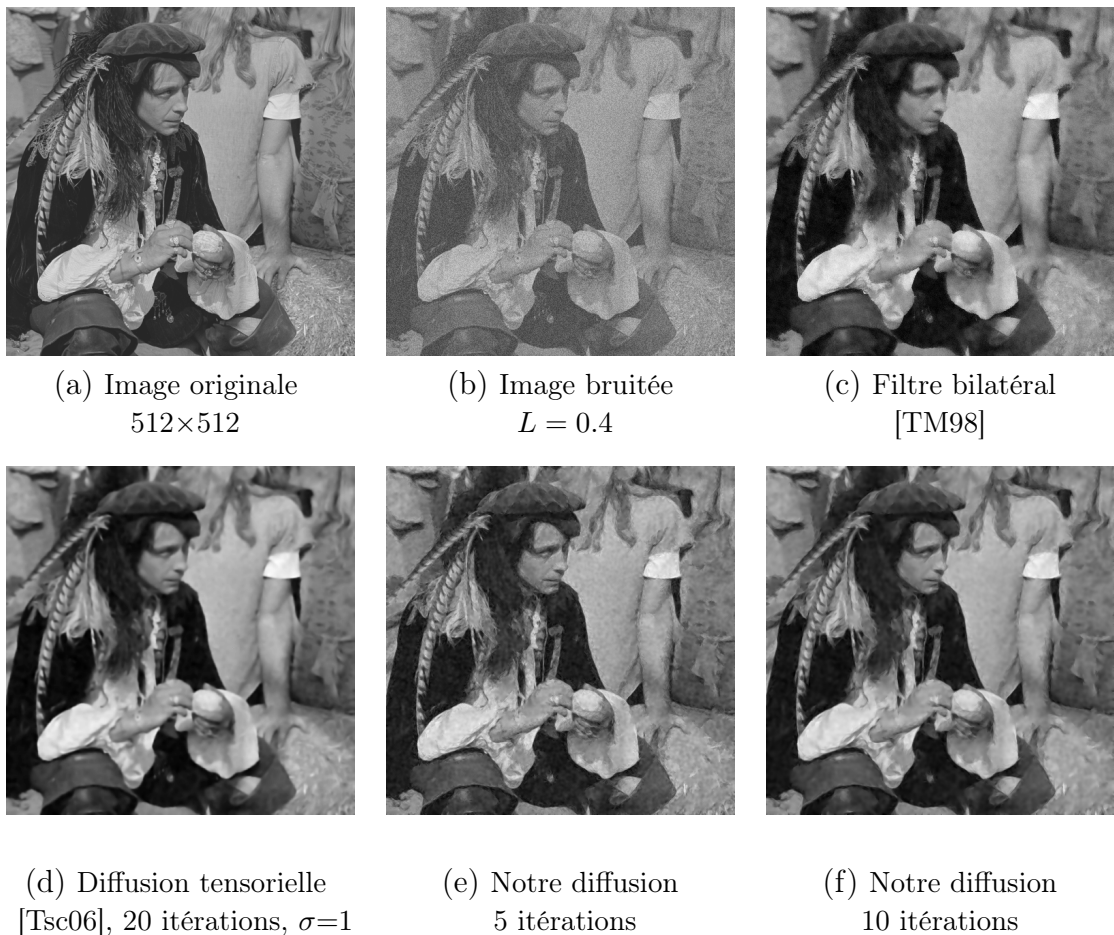 (a) Image originale
512×512
(b) Image bruitée
L = 0.4
(c) Filtre bilatéral
[TM98]
(d) Diffusion tensorielle
[Tsc06], 20 itérations, σ=1
(e) Notre diffusion
5 itérations
(f) Notre diffusion
10 itérations